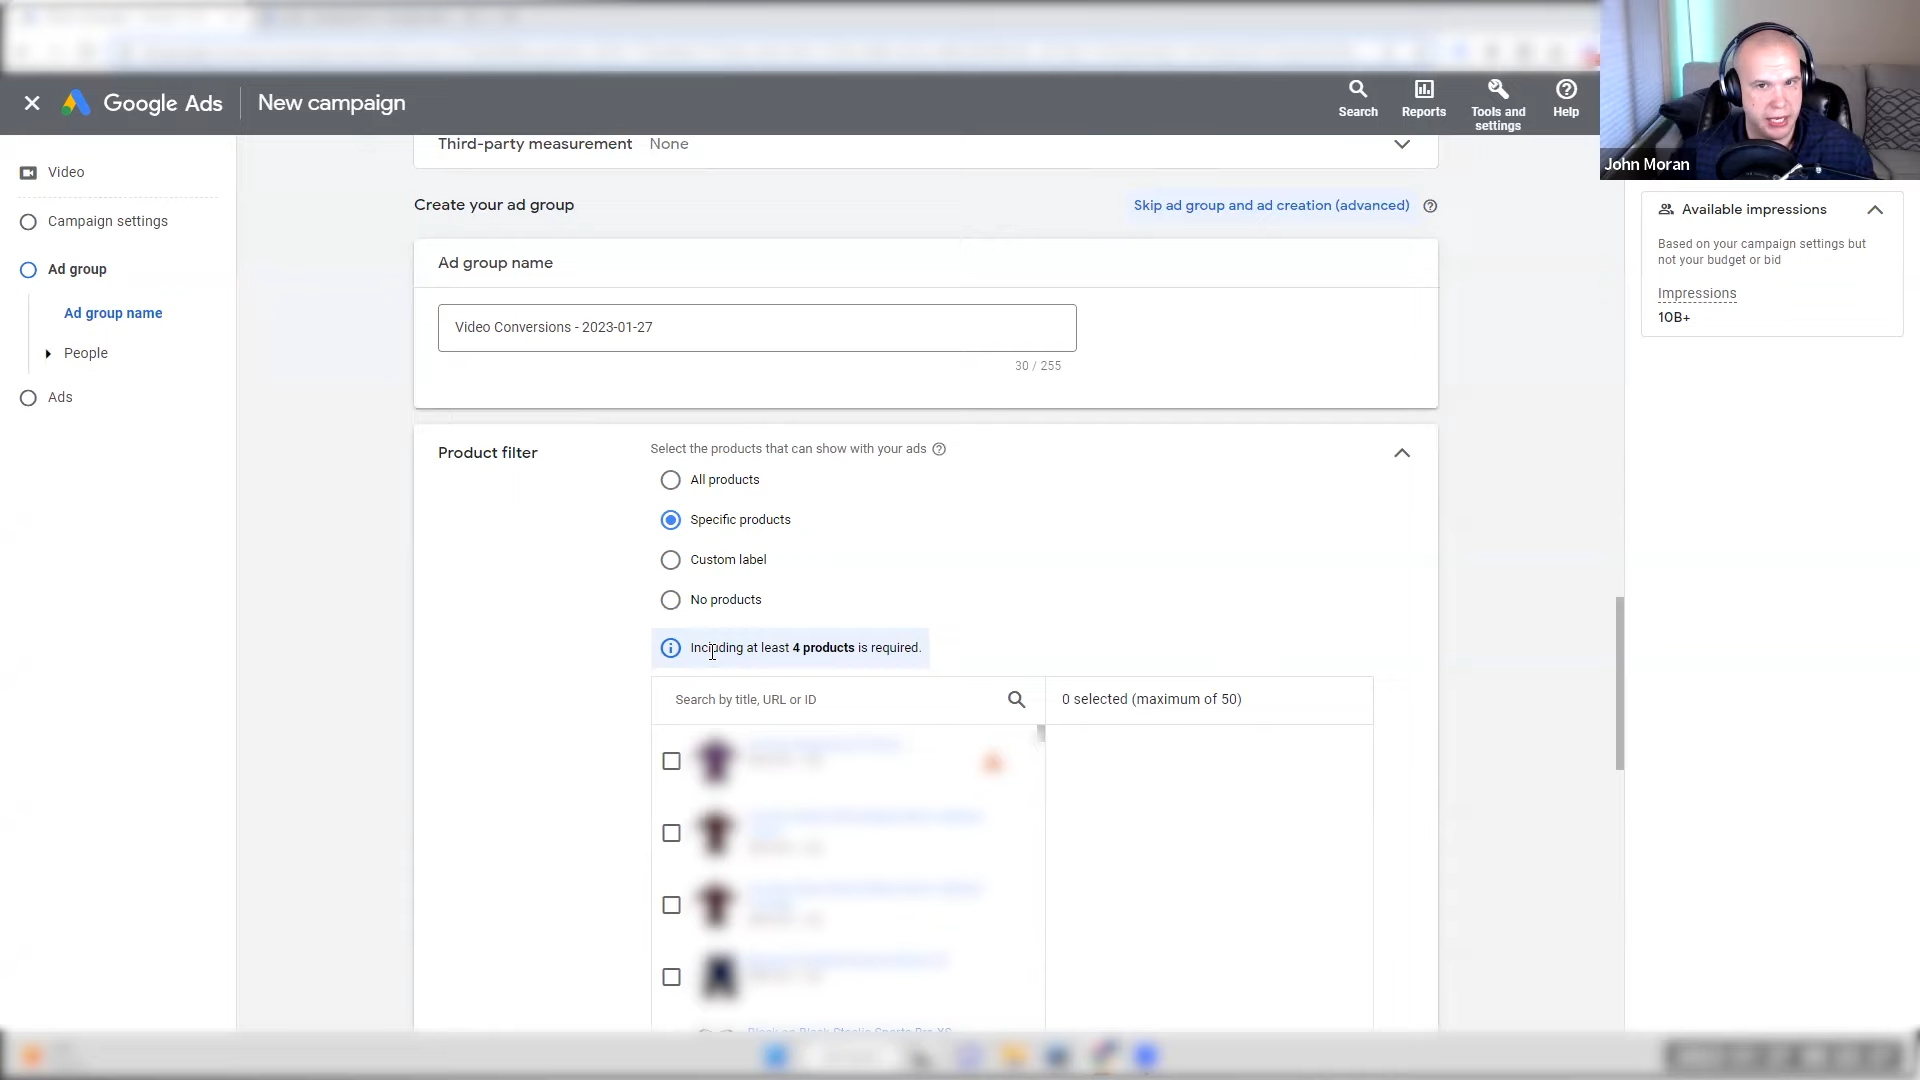 Google Ads
New campaign
Search
Reports
Tools and
settings
Help
John Moran
Video
Campaign settings
Ad group
Ad group name
People
Ads
Third-party measurement None
Create your ad group
Skip ad group and ad creation (advanced)
Ad group name
Video Conversions - 2023-01-27
30 / 255
Product filter
Select the products that can show with your ads
All products
Specific products
Custom label
No products
Including at least 4 products is required.
Search by title, URL or ID
0 selected (maximum of 50)
Available impressions
Based on your campaign settings but
not your budget or bid
Impressions
10B+